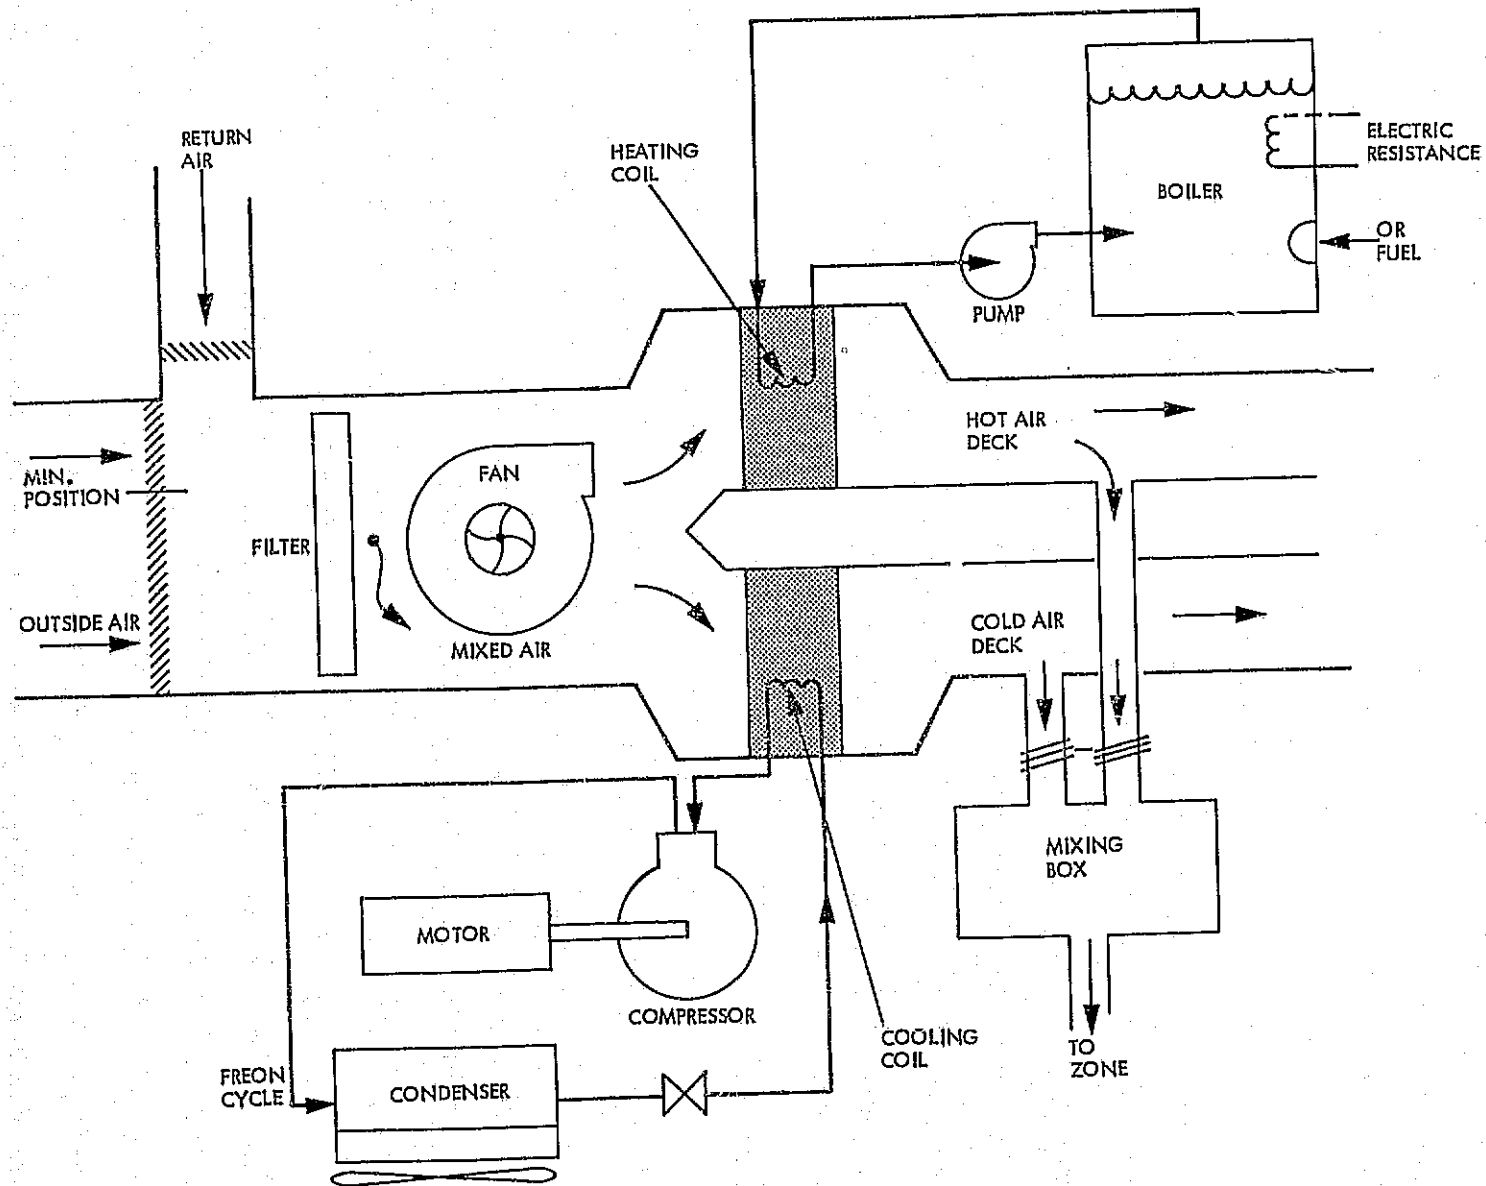 RETURN
AIR
HEATING
COIL
ELECTRIC
RESISTANCE
BOILER
OR
FUEL
PUMP
HOT AIR
DECK
MIN.
POSITION
FAN
FILTER
OUTSIDE AIR
MIXED AIR
COLD AIR
DECK
MIXING
BOX
MOTOR
COMPRESSOR
COOLING
COIL
TO
ZONE
FREON
CYCLE
CONDENSER